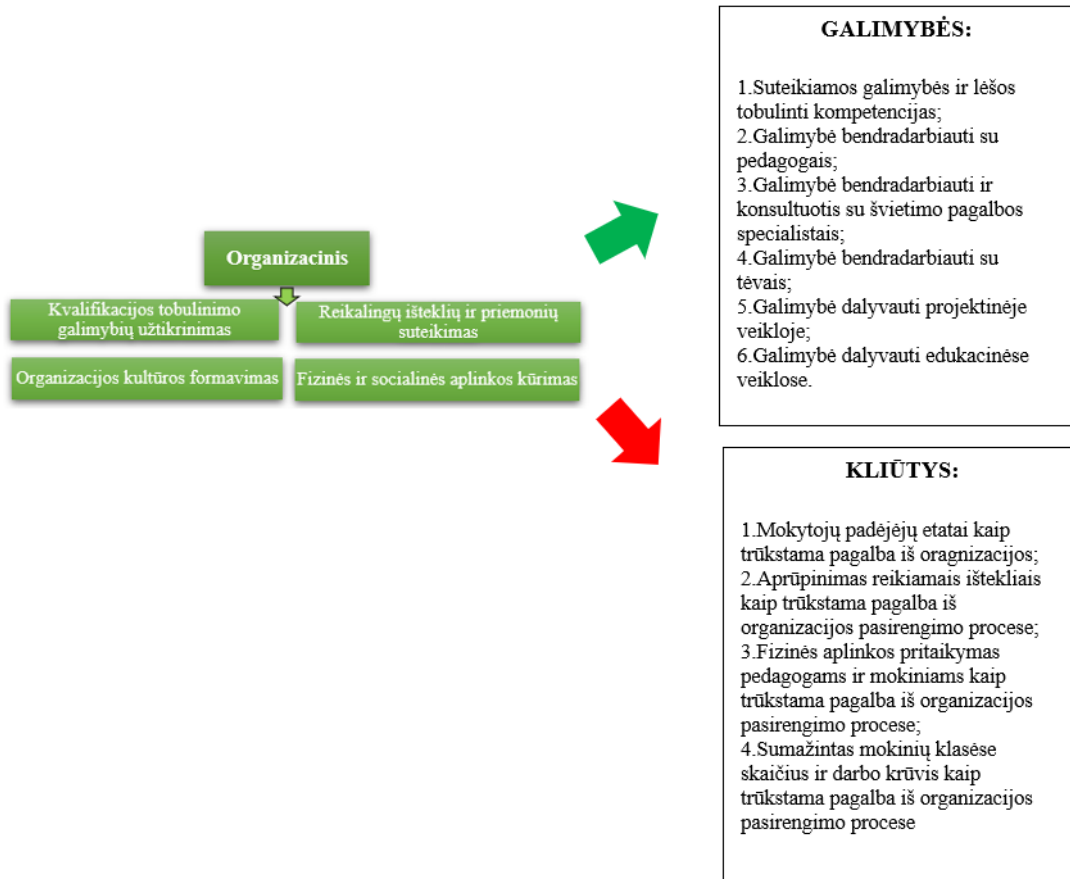 Organizacinis
Kvalifikacijos tobulinimo
galimybių užtikrinimas
Reikalingų išteklių ir priemonių
suteikimas
Organizacijos kultūros formavimas
Fizinės ir socialinės aplinkos kūrimas
GALIMYBĖS:
1.Suteikiamos galimybės ir lėšos
tobulinti kompetencijas;
2.Galimybė bendradarbiauti su
pedagogais;
3.Galimybė bendradarbiauti ir
konsultuotis su švietimo pagalbos
specialistais;
4.Galimybė bendradarbiauti su
tėvais;
5.Galimybė dalyvauti projektinėje
veikloje;
6.Galimybė dalyvauti edukacinėse
veiklose.
KLIŪTYS:
1.Mokytojų padėjėjų etatai kaip
trūkstama pagalba iš oragnizacijos;
2.Aprūpinimas reikiamais ištekliais
kaip trūkstama pagalba iš
organizacijos pasirengimo procese;
3.Fizinės aplinkos pritaikymas
pedagogams ir mokiniams kaip
trūkstama pagalba iš organizacijos
pasirengimo procese;
4.Sumažintas mokinių klasėse
skaičius ir darbo krūvis kaip
trūkstama pagalba iš organizacijos
pasirengimo procese